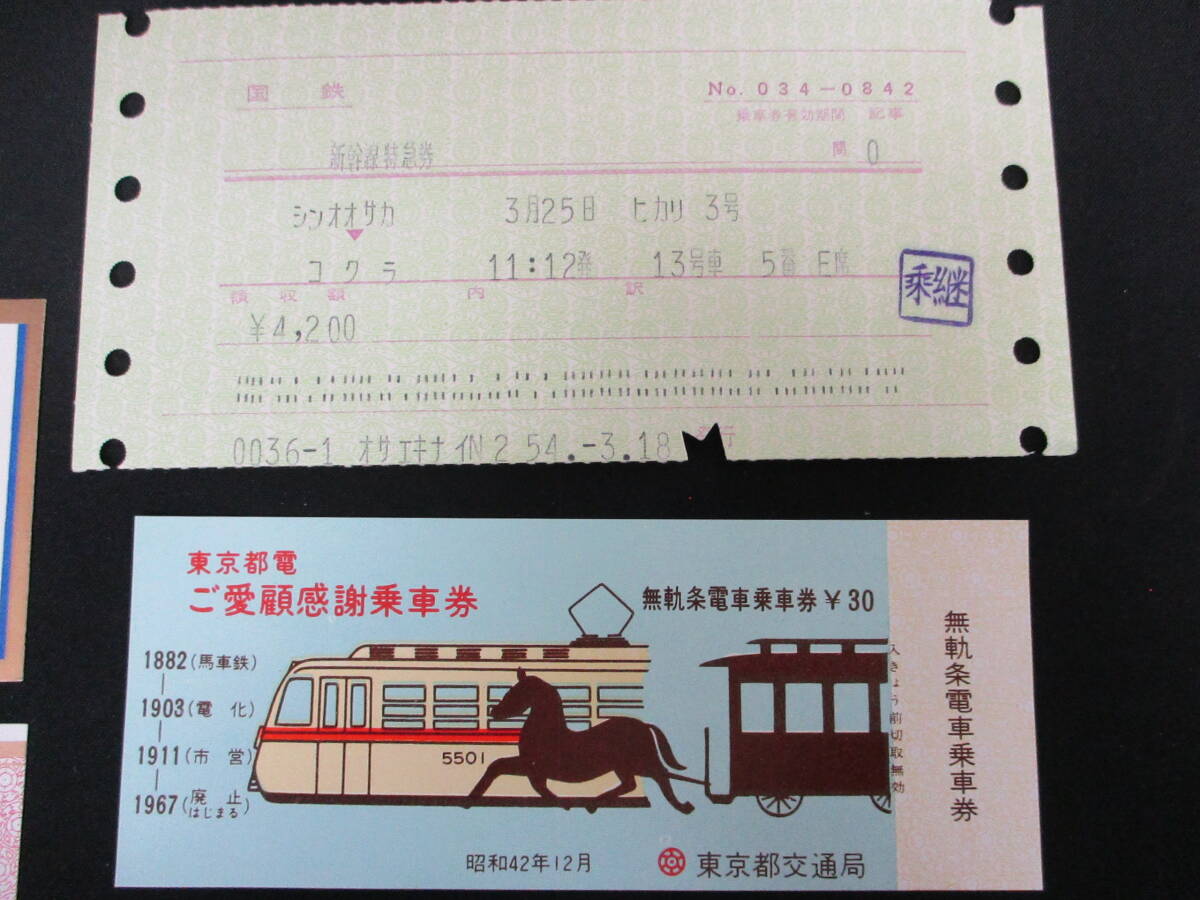 国鉄
No. 034-0842
乗車券有効期間 記事
新幹線特急券
間 0
シンオオサカ 3月25日 ヒカリ 3号
コクラ 11:12発 13号車 5番 E席
領収額 内訳
¥4,200
乗継
0036-1 オサエキナイN2 54.-3.18 発行
東京都電
ご愛顧感謝乗車券
無軌条電車乗車券¥30
1882(馬車鉄)
1903(電化)
1911(市営)
1967(廃止はじまる)
5501
入きょう前切取無効
昭和42年12月
東京都交通局
無軌条電車乗車券